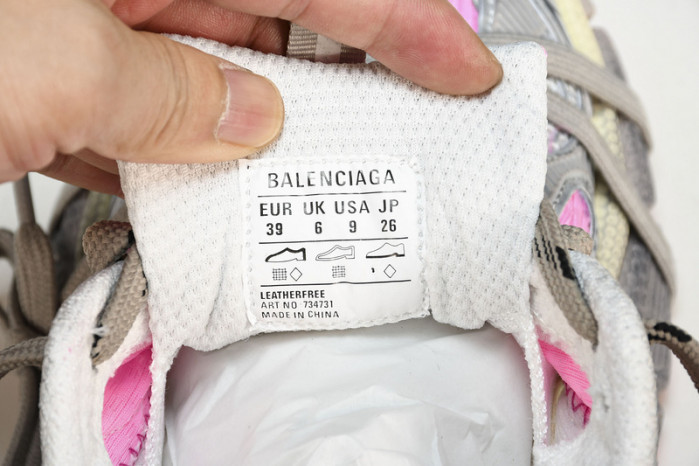 BALENCIAGA
EUR UK USA JP
39 6 9 26
LEATHERFREE
ART NO 734731
MADE IN CHINA